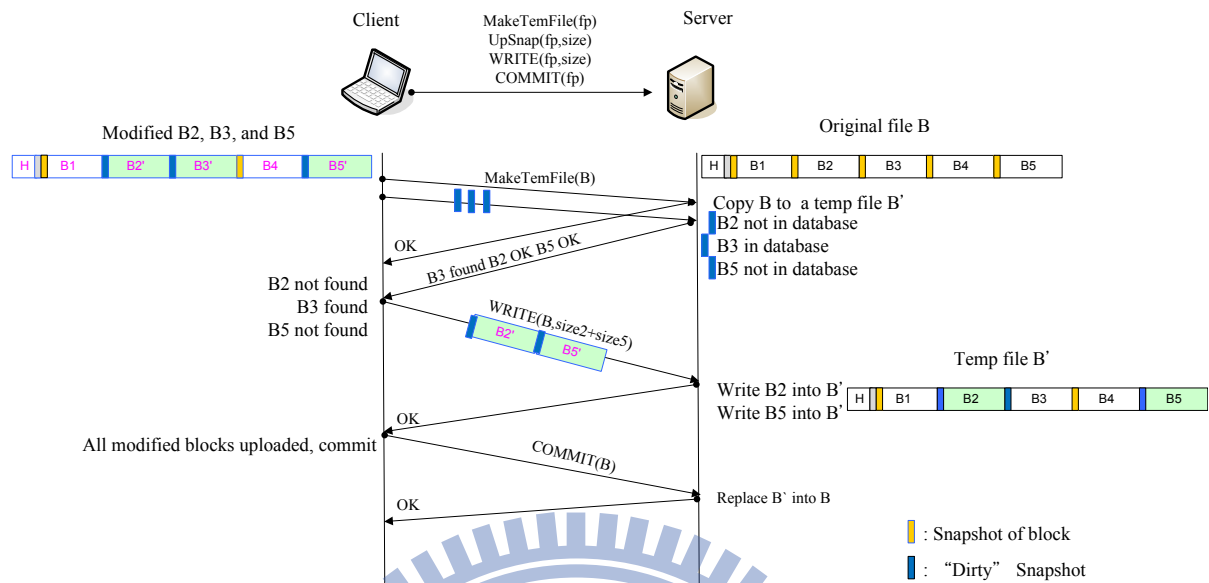 Client
MakeTemFile(fp)
UpSnap(fp,size)
WRITE(fp,size)
COMMIT(fp)
Server
Modified B2, B3, and B5
Original file B
H B1 B2' B3' B4 B5'
H B1 B2 B3 B4 B5
MakeTemFile(B)
Copy B to a temp file B’
B2 not in database
B3 in database
B5 not in database
OK
B3 found B2 OK B5 OK
B2 not found
B3 found
B5 not found
WRITE(B,size2+size5)
B2' B5'
Temp file B’
Write B2 into B’
Write B5 into B’
H B1 B2 B3 B4 B5
OK
All modified blocks uploaded, commit
COMMIT(B)
Replace B` into B
OK
: Snapshot of block
: “Dirty” Snapshot